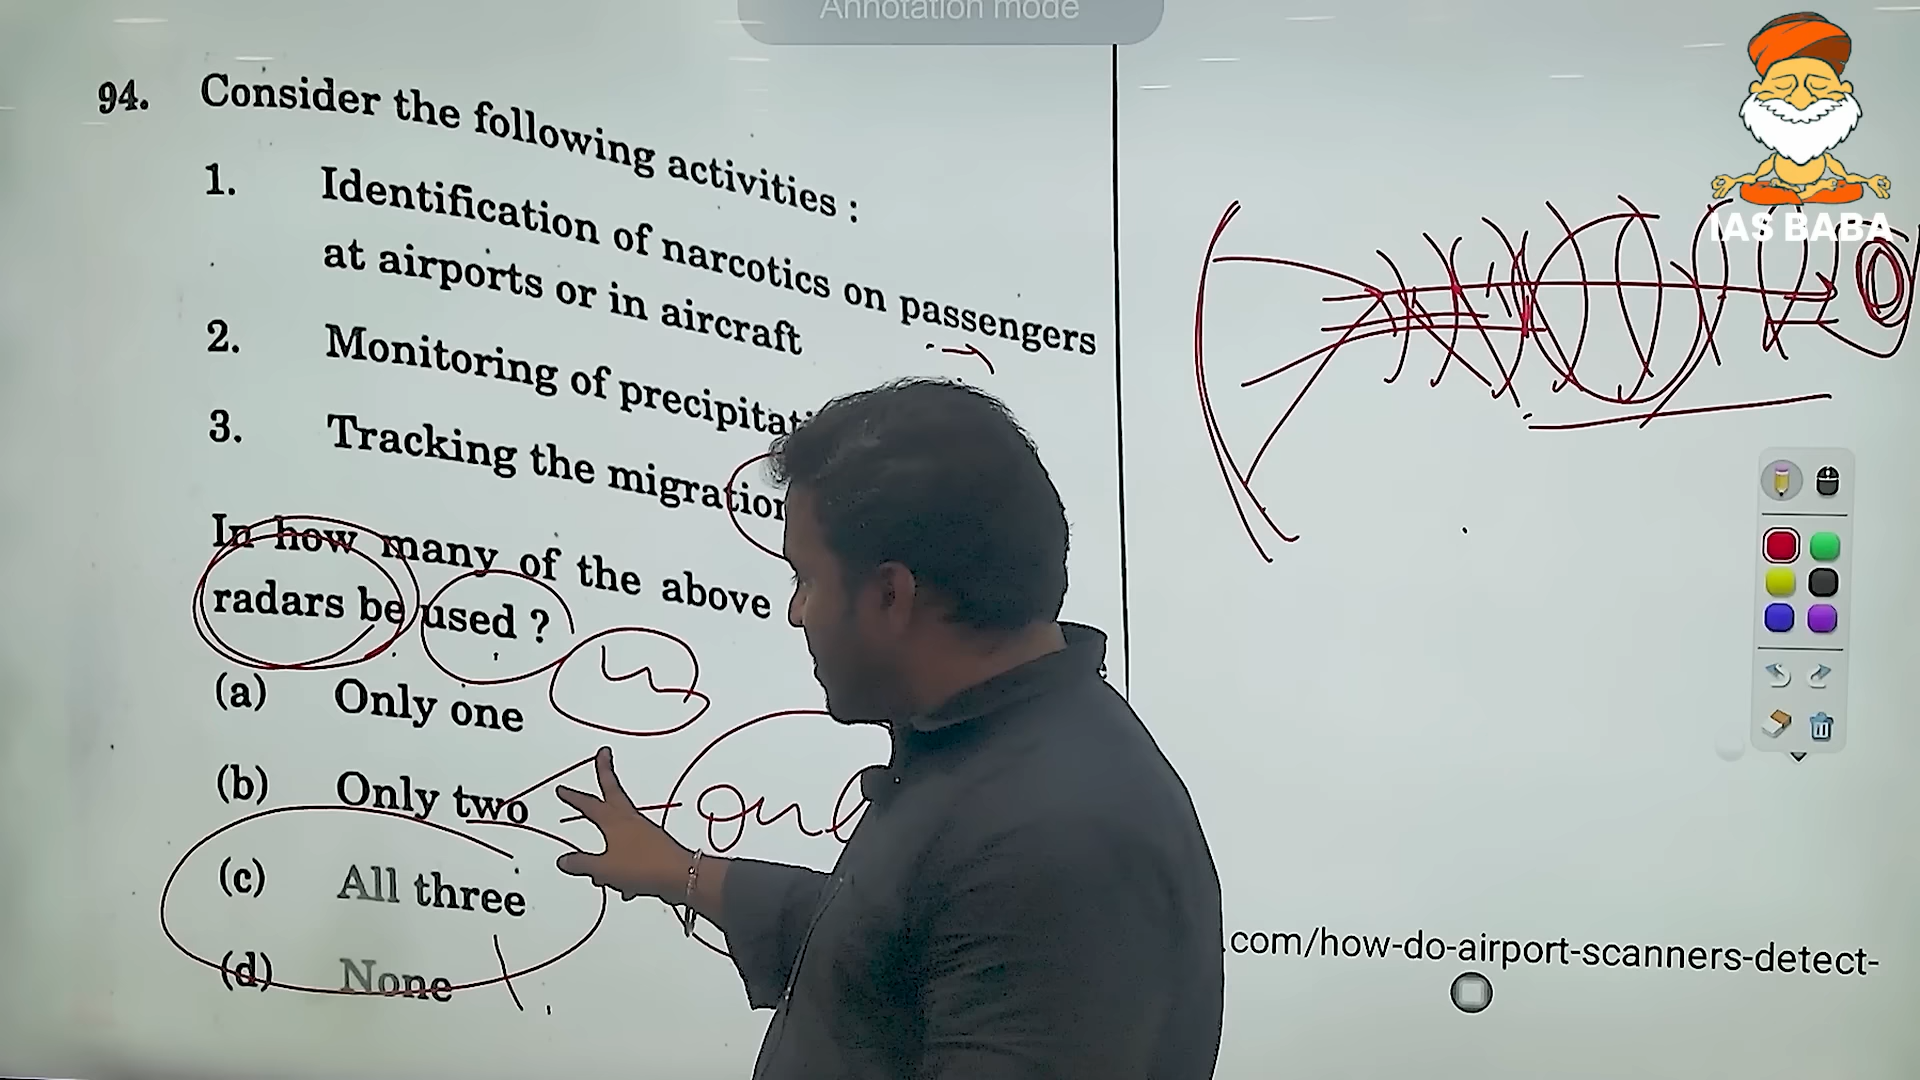 Annotation mode
94. Consider the following activities :
1. Identification of narcotics on passengers
at airports or in aircraft
2. Monitoring of precipitati
3. Tracking the migration
In how many of the above
radars be used ?
(a) Only one
(b) Only two
(c) All three
(d) None
IAS BABA
.com/how-do-airport-scanners-detect-